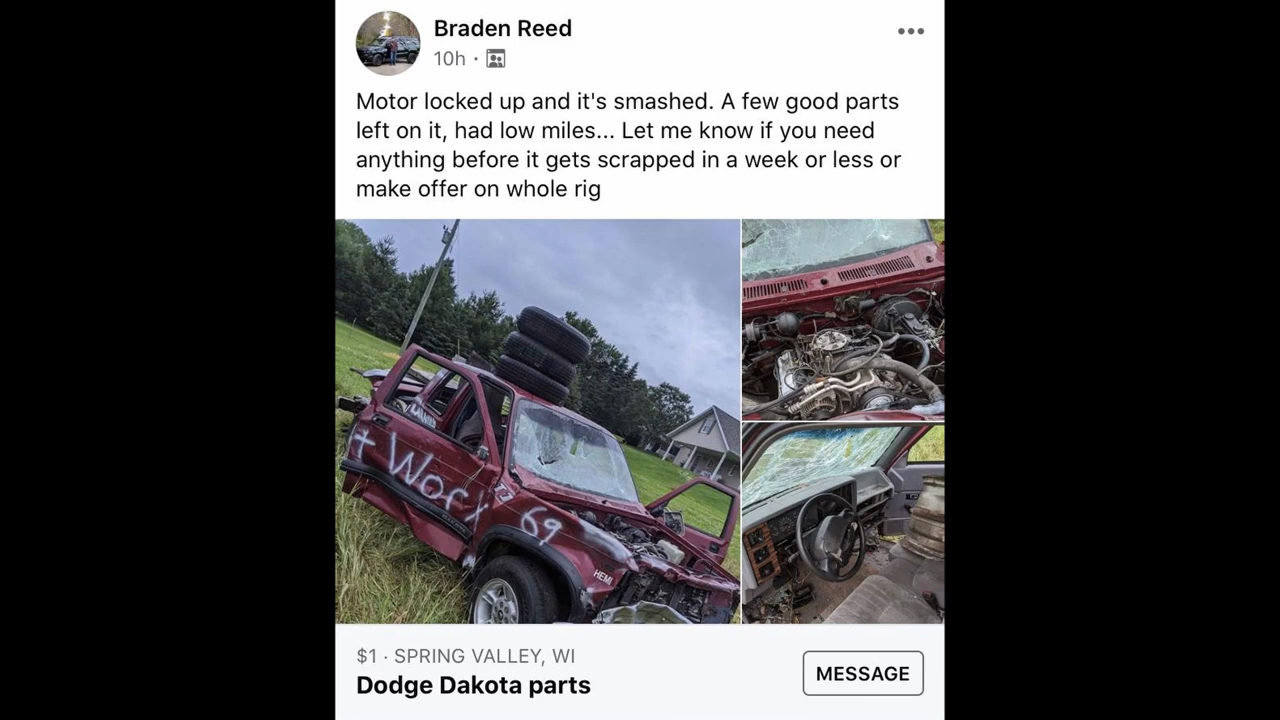 Braden Reed
10h ·
Motor locked up and it's smashed. A few good parts
left on it, had low miles... Let me know if you need
anything before it gets scrapped in a week or less or
make offer on whole rig
+ Worx
69
HEMI
$1 · SPRING VALLEY, WI
Dodge Dakota parts
MESSAGE